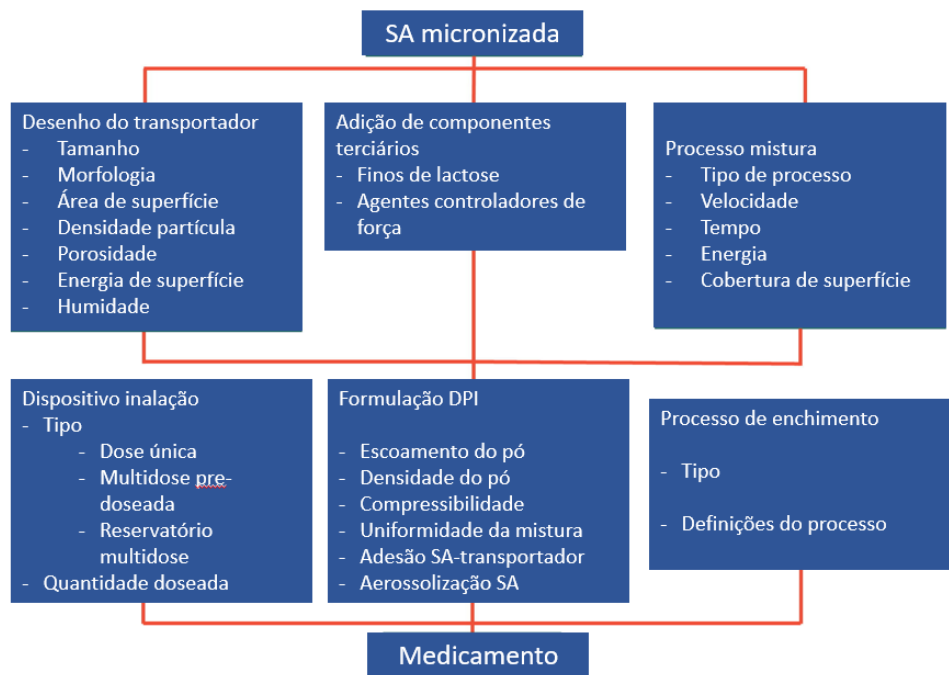 SA micronizada
Desenho do transportador
- Tamanho
- Morfologia
- Área de superfície
- Densidade partícula
- Porosidade
- Energia de superfície
- Humidade
Adição de componentes
terciários
- Finos de lactose
- Agentes controladores de
força
Processo mistura
- Tipo de processo
- Velocidade
- Tempo
- Energia
- Cobertura de superfície
Dispositivo inalação
- Tipo
- Dose única
- Multidose pre-
doseada
- Reservatório
multidose
- Quantidade doseada
Formulação DPI
- Escoamento do pó
- Densidade do pó
- Compressibilidade
- Uniformidade da mistura
- Adesão SA-transportador
- Aerossolização SA
Processo de enchimento
- Tipo
- Definições do processo
Medicamento